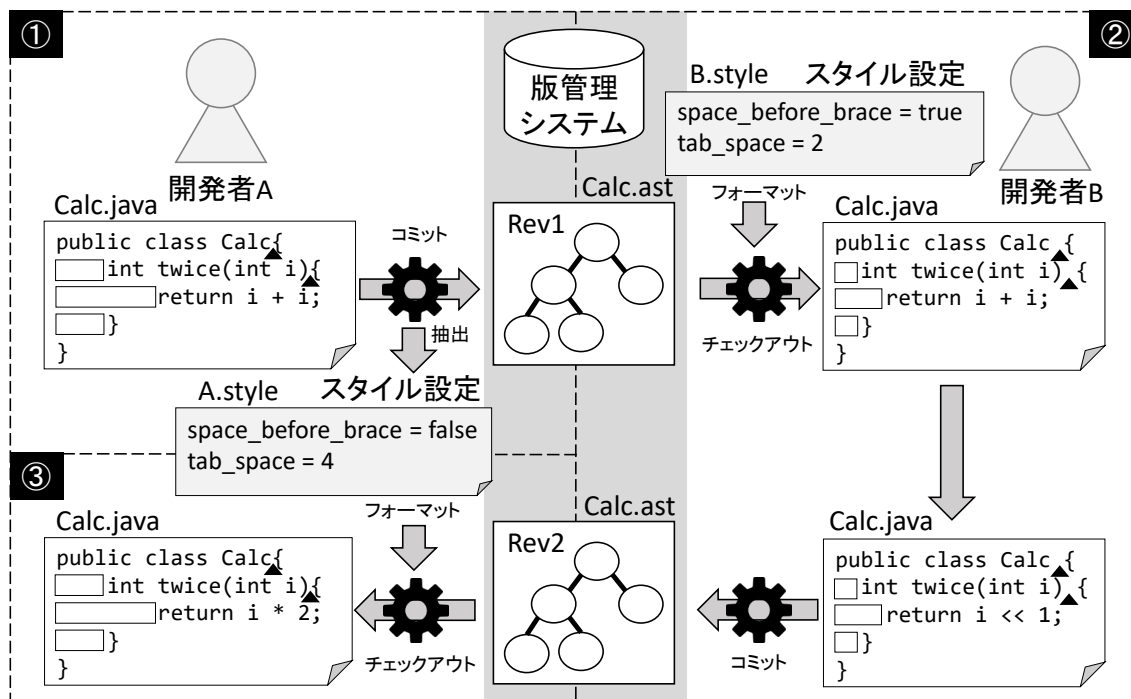 ①
開発者A
Calc.java
public class Calc{
int twice(int i){
return i + i;
}
}
コミット
抽出
A.style スタイル設定
space_before_brace = false
tab_space = 4
版管理
システム
Calc.ast
Rev1
②
B.style スタイル設定
space_before_brace = true
tab_space = 2
開発者B
フォーマット
チェックアウト
Calc.java
public class Calc {
int twice(int i) {
return i + i;
}
}
Calc.java
public class Calc {
int twice(int i) {
return i << 1;
}
}
コミット
Calc.ast
Rev2
③
フォーマット
チェックアウト
Calc.java
public class Calc{
int twice(int i){
return i * 2;
}
}